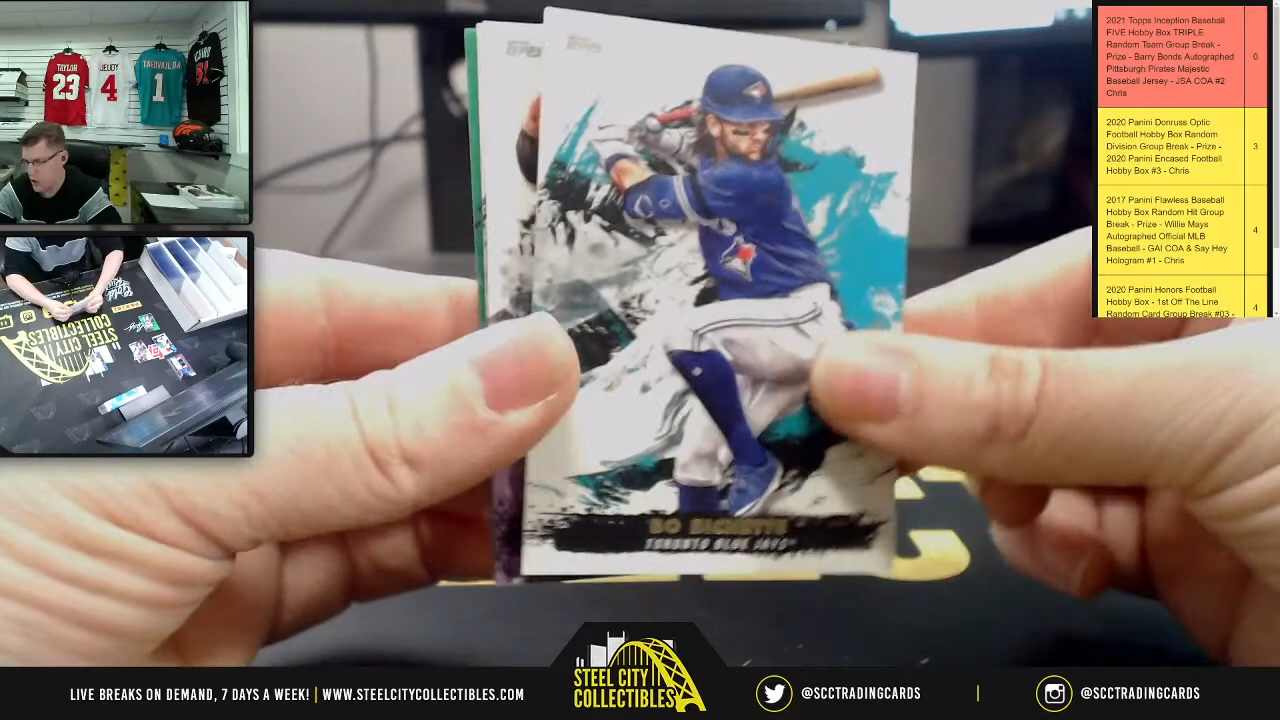 TAYLOR
23
JEUDY
4
TAGOVAILOA
1
51
STEEL CITY
COLLECTIBLES
PANINI
topps
topps
BO BICHETTE
TORONTO BLUE JAYS
2021 Topps Inception Baseball
FIVE Hobby Box TRIPLE
Random Team Group Break -
Prize - Barry Bonds Autographed
Pittsburgh Pirates Majestic
Baseball Jersey - JSA COA #2
Chris
0
2020 Panini Donruss Optic
Football Hobby Box Random
Division Group Break - Prize -
2020 Panini Encased Football
Hobby Box #3 - Chris
3
2017 Panini Flawless Baseball
Hobby Box Random Hit Group
Break - Prize - Willie Mays
Autographed Official MLB
Baseball - GAI COA & Say Hey
Hologram #1 - Chris
4
2020 Panini Honors Football
Hobby Box - 1st Off The Line
Random Card Group Break #03 -
4
LIVE BREAKS ON DEMAND, 7 DAYS A WEEK! | WWW.STEELCITYCOLLECTIBLES.COM
STEEL CITY
COLLECTIBLES
@SCCTRADINGCARDS
@SCCTRADINGCARDS